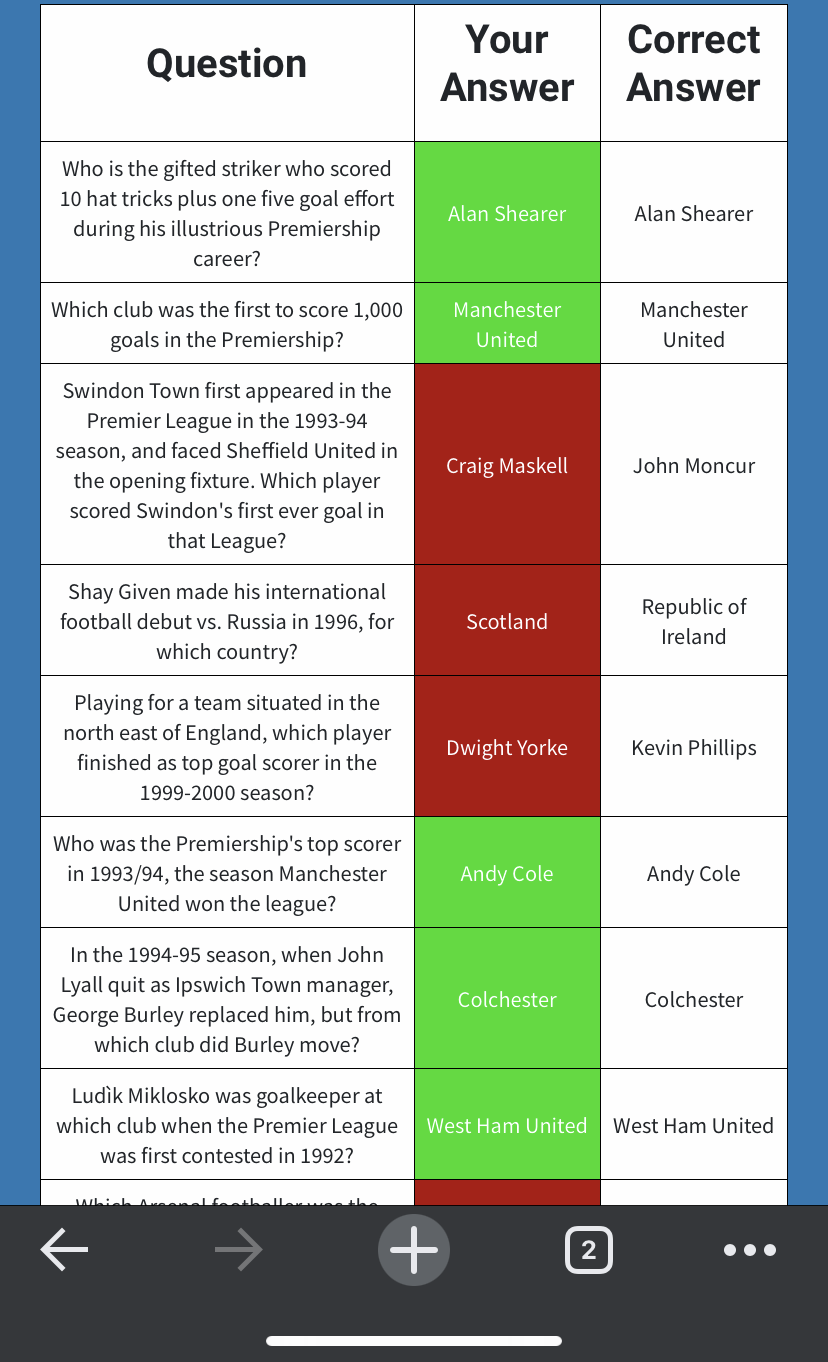 Question
Your
Answer
Correct
Answer
Who is the gifted striker who scored
10 hat tricks plus one five goal effort
during his illustrious Premiership
career?
Alan Shearer
Alan Shearer
Which club was the first to score 1,000
goals in the Premiership?
Manchester
United
Manchester
United
Swindon Town first appeared in the
Premier League in the 1993-94
season, and faced Sheffield United in
the opening fixture. Which player
scored Swindon's first ever goal in
that League?
Craig Maskell
John Moncur
Shay Given made his international
football debut vs. Russia in 1996, for
which country?
Scotland
Republic of
Ireland
Playing for a team situated in the
north east of England, which player
finished as top goal scorer in the
1999-2000 season?
Dwight Yorke
Kevin Phillips
Who was the Premiership's top scorer
in 1993/94, the season Manchester
United won the league?
Andy Cole
Andy Cole
In the 1994-95 season, when John
Lyall quit as Ipswich Town manager,
George Burley replaced him, but from
which club did Burley move?
Colchester
Colchester
Ludìk Miklosko was goalkeeper at
which club when the Premier League
was first contested in 1992?
West Ham United
West Ham United
Which Arsenal footballer was the
2